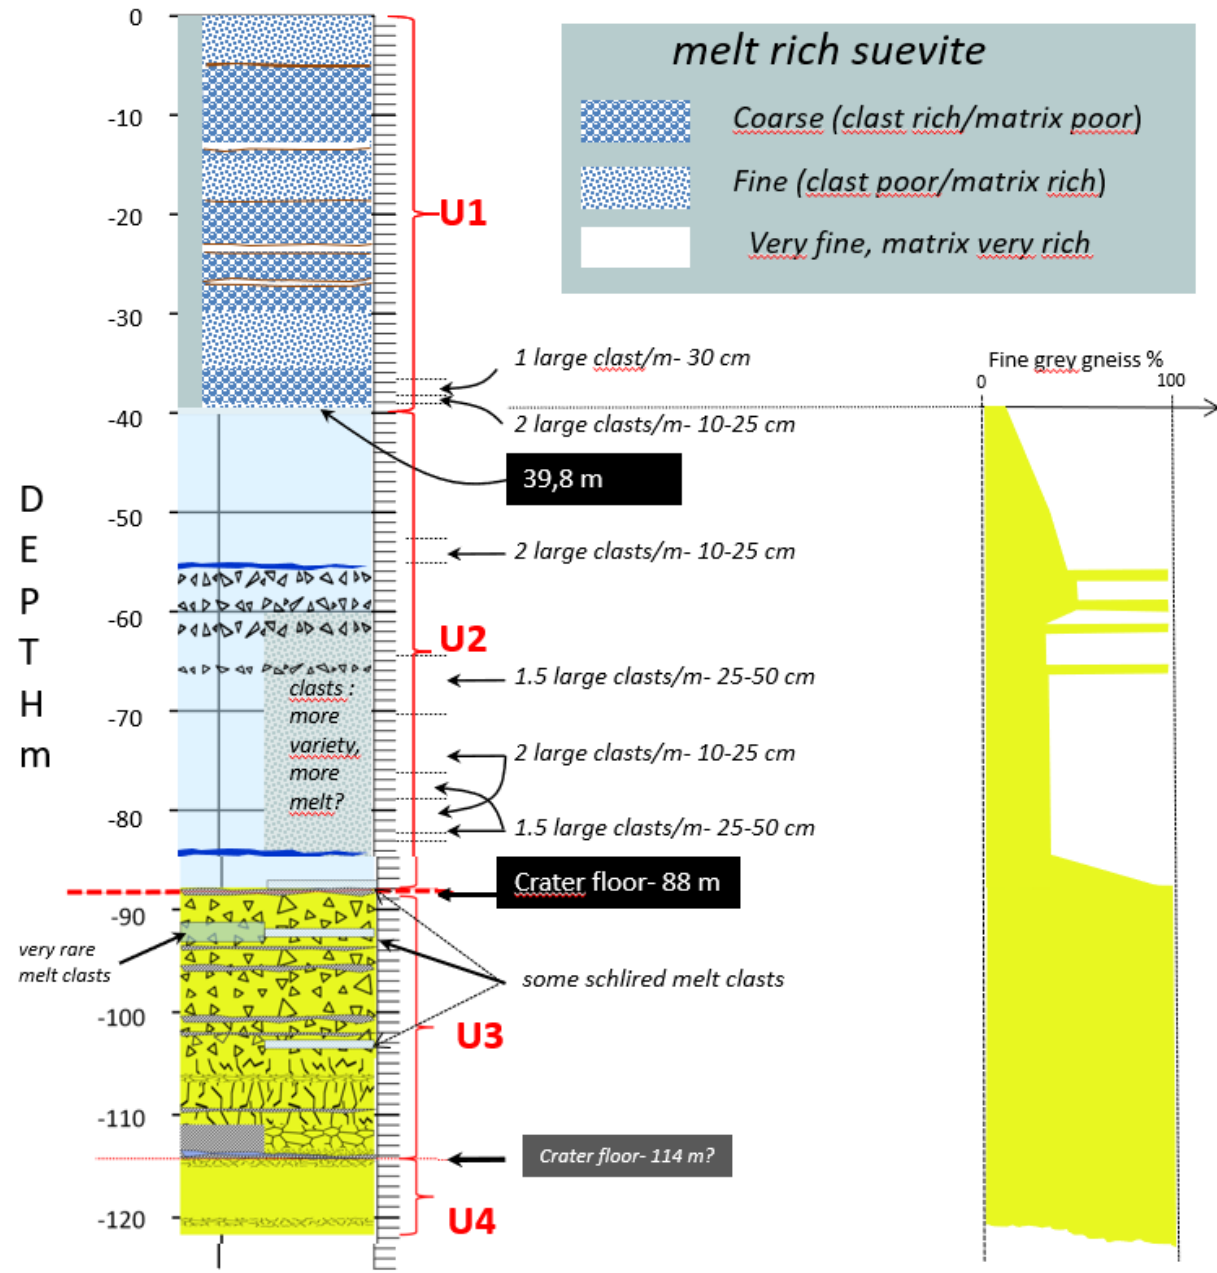 melt rich suevite
Coarse (clast rich/matrix poor)
Fine (clast poor/matrix rich)
Very fine, matrix very rich
DEPTH m
0
-10
-20
-30
-40
-50
-60
-70
-80
-90
-100
-110
-120
U1
U2
U3
U4
1 large clast/m- 30 cm
2 large clasts/m- 10-25 cm
39,8 m
2 large clasts/m- 10-25 cm
1.5 large clasts/m- 25-50 cm
2 large clasts/m- 10-25 cm
1.5 large clasts/m- 25-50 cm
clasts :
more
variety,
more
melt?
Crater floor- 88 m
very rare
melt clasts
some schlired melt clasts
Crater floor- 114 m?
Fine grey gneiss %
0
100